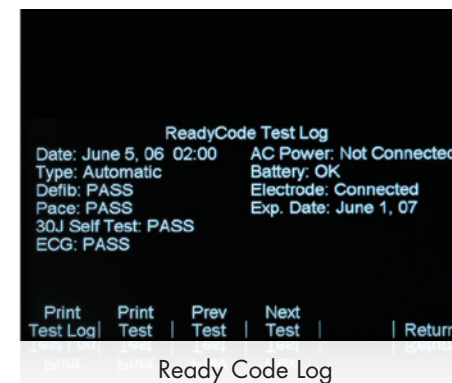 ReadyCode Test Log
Date: June 5, 06 02:00 AC Power: Not Connected
Type: Automatic Battery: OK
Defib: PASS Electrode: Connected
Pace: PASS Exp. Date: June 1, 07
30J Self Test: PASS
ECG: PASS
Print Print Prev Next
Test Log| Test | Test | Test | | Return
Ready Code Log